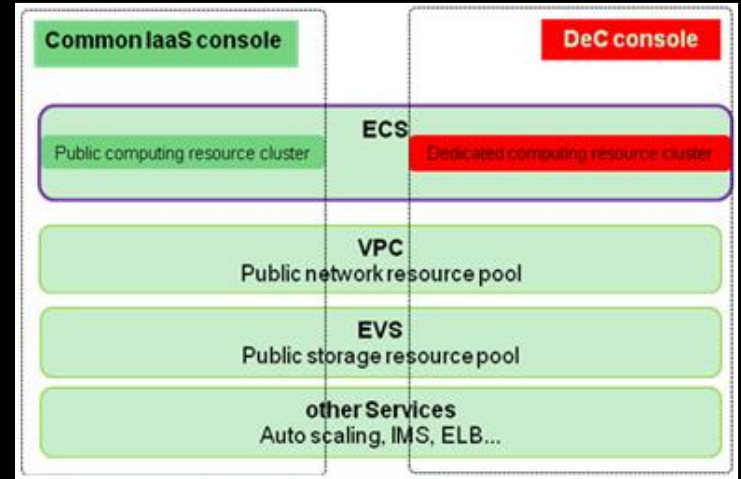 Common IaaS console
DeC console
ECS
Public computing resource cluster
Dedicated computing resource cluster
VPC
Public network resource pool
EVS
Public storage resource pool
other Services
Auto scaling, IMS, ELB...